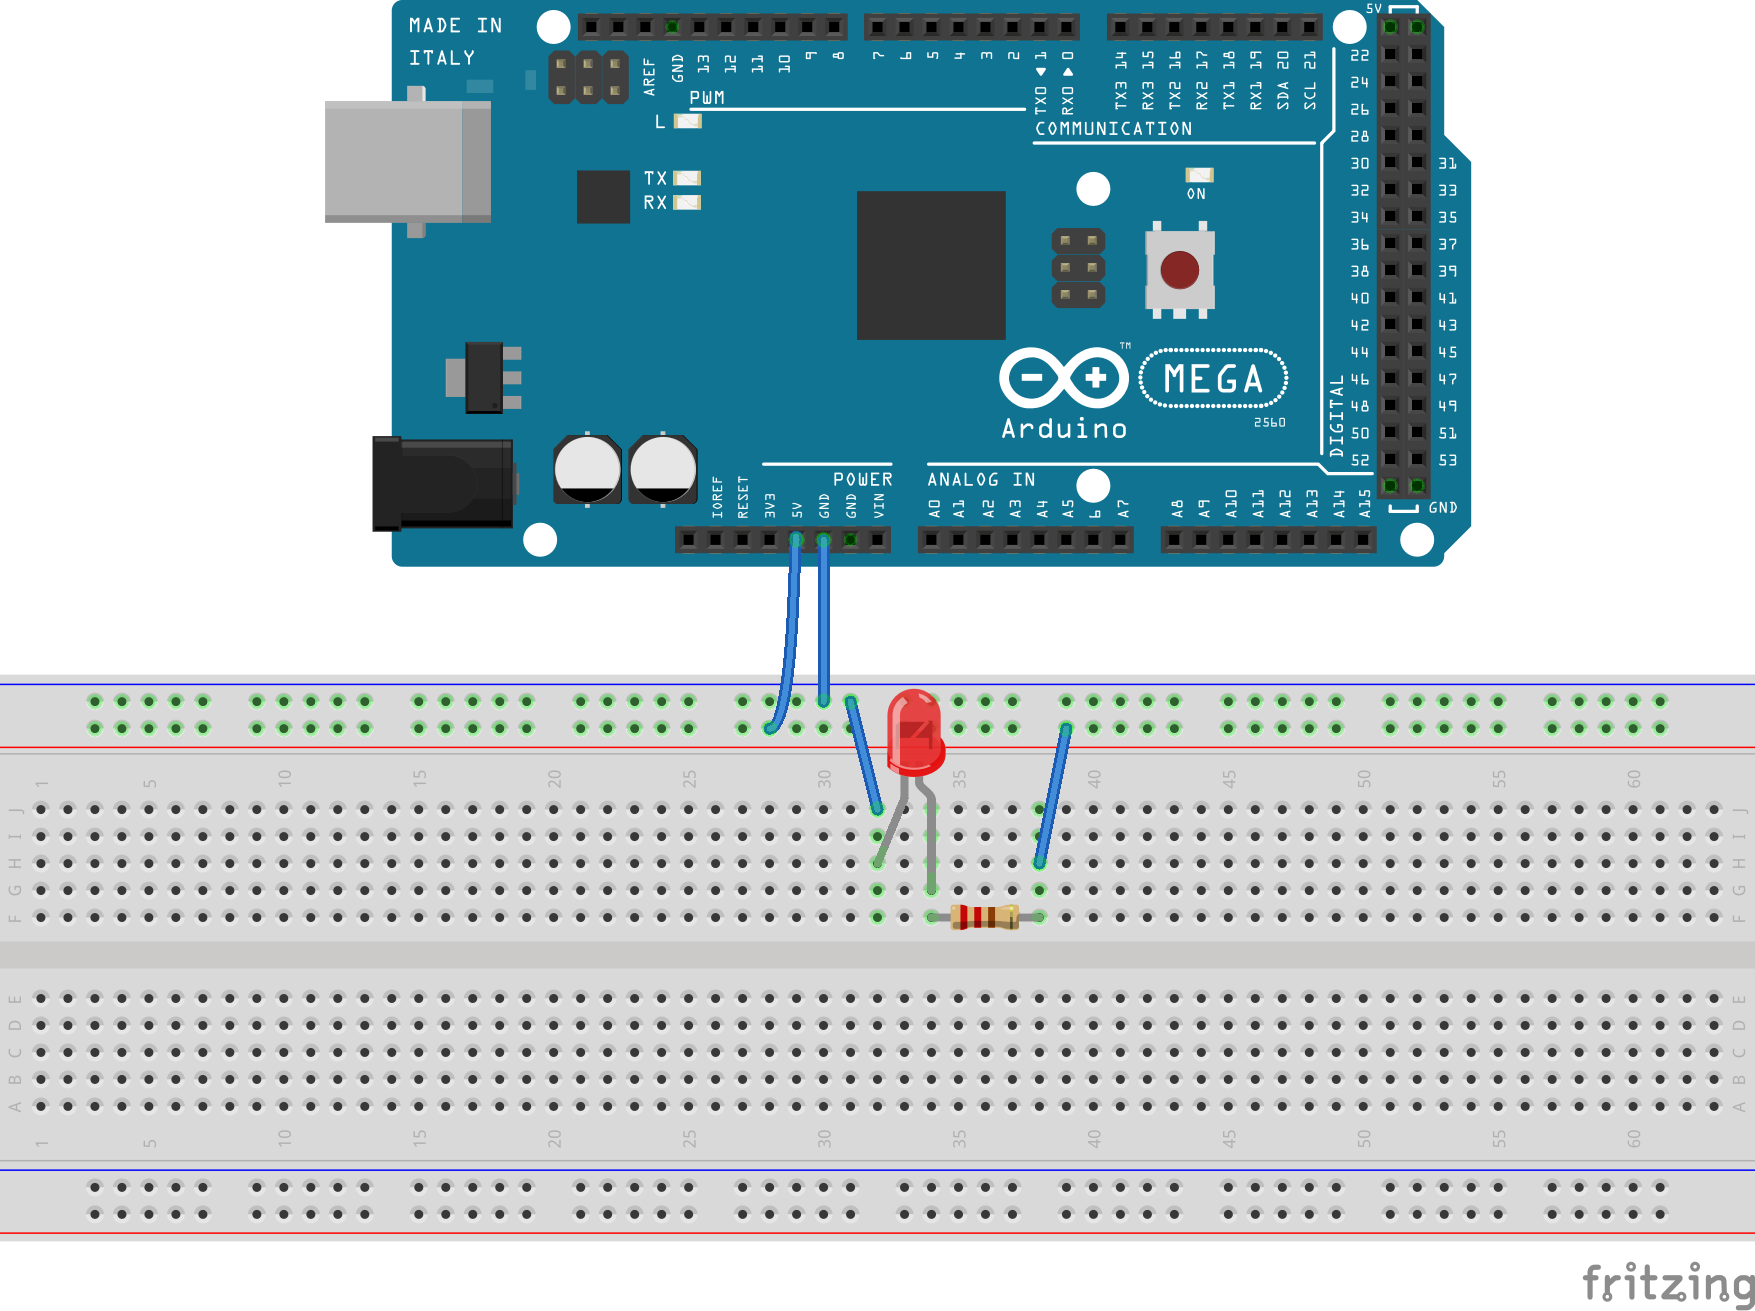 MADE IN
ITALY
AREF
GND
13
12
11
10
9
8
7
6
5
4
3
2
TX0 1
RX0 0
TX3 14
RX3 15
TX2 16
RX2 17
TX1 18
RX1 19
SDA 20
SCL 21
5V
PWM
L
COMMUNICATION
TX
RX
ON
22
24
26
28
30 31
32 33
34 35
36 37
38 39
40 41
42 43
44 45
46 47
48 49
50 51
52 53
GND
DIGITAL
TM
MEGA
Arduino
2560
POWER
ANALOG IN
IOREF
RESET
3V3
5V
GND
GND
VIN
A0
A1
A2
A3
A4
A5
6
A7
A8
A9
A10
A11
A12
A13
A14
A15
1 5 10 15 20 25 30 35 40 45 50 55 60
J J
I I
H H
G G
F F
E E
D D
C C
B B
A A
1 5 10 15 20 25 30 35 40 45 50 55 60
fritzing